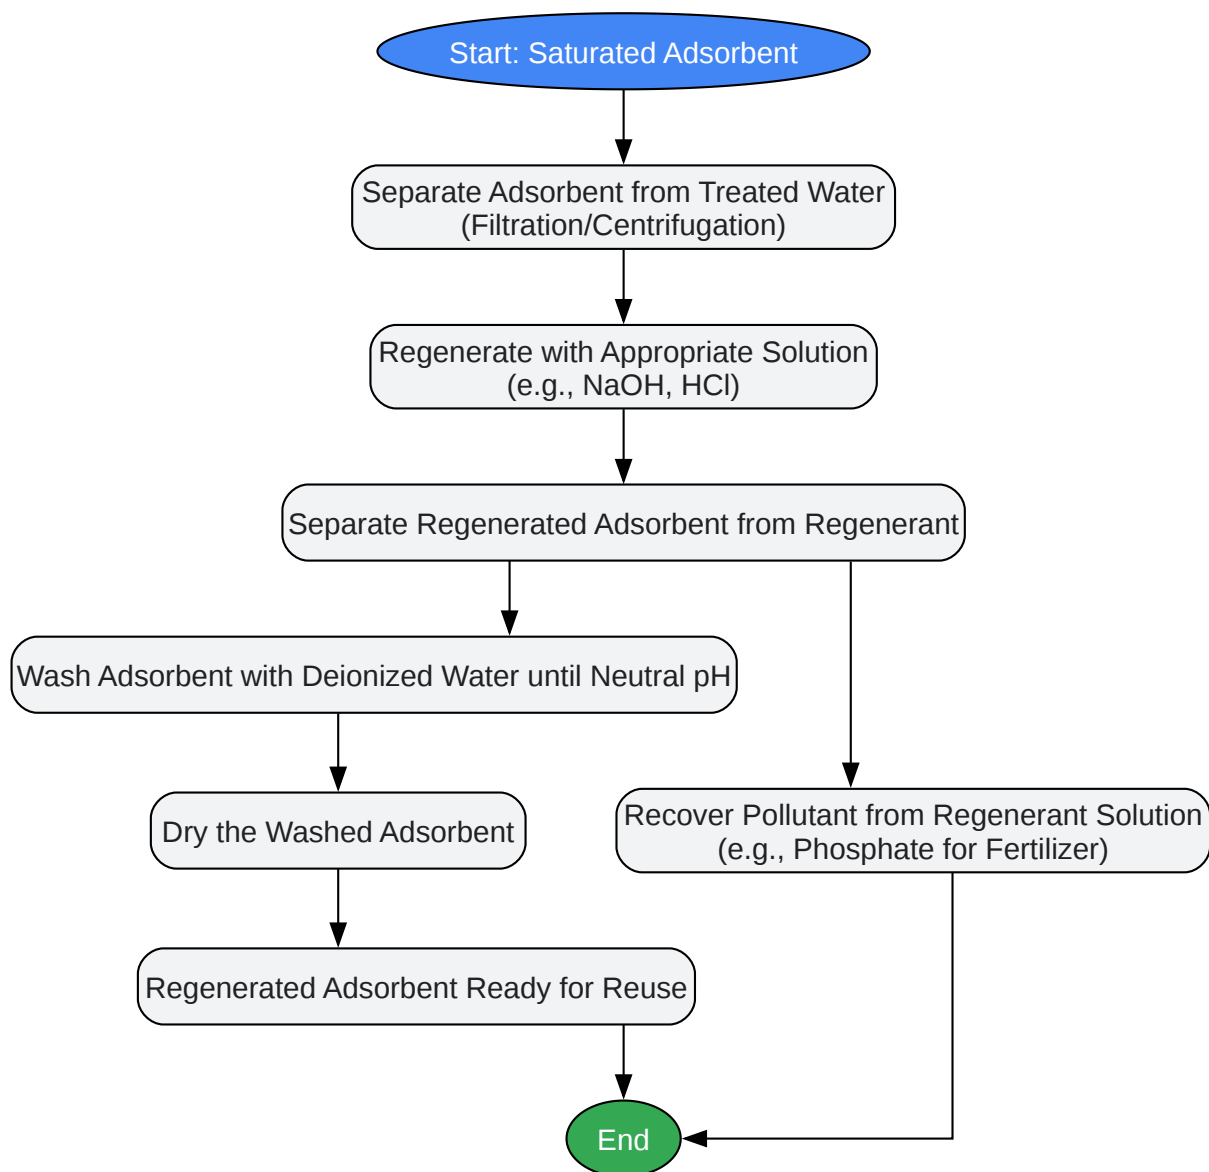 Start: Saturated Adsorbent
Separate Adsorbent from Treated Water
(Filtration/Centrifugation)
Regenerate with Appropriate Solution
(e.g., NaOH, HCl)
Separate Regenerated Adsorbent from Regenerant
Wash Adsorbent with Deionized Water until Neutral pH
Dry the Washed Adsorbent
Recover Pollutant from Regenerant Solution
(e.g., Phosphate for Fertilizer)
Regenerated Adsorbent Ready for Reuse
End